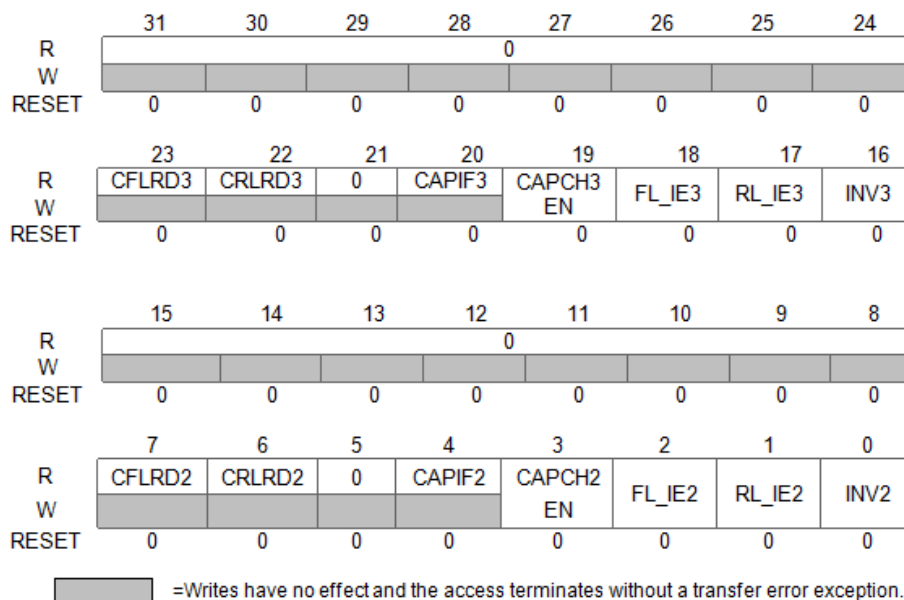 31 30 29 28 27 26 25 24
R 0
W
RESET 0 0 0 0 0 0 0 0
23 22 21 20 19 18 17 16
R CFLRD3 CRLRD3 0 CAPIF3 CAPCH3 EN FL_IE3 RL_IE3 INV3
W
RESET 0 0 0 0 0 0 0 0
15 14 13 12 11 10 9 8
R 0
W
RESET 0 0 0 0 0 0 0 0
7 6 5 4 3 2 1 0
R CFLRD2 CRLRD2 0 CAPIF2 CAPCH2 EN FL_IE2 RL_IE2 INV2
W
RESET 0 0 0 0 0 0 0 0
=Writes have no effect and the access terminates without a transfer error exception.